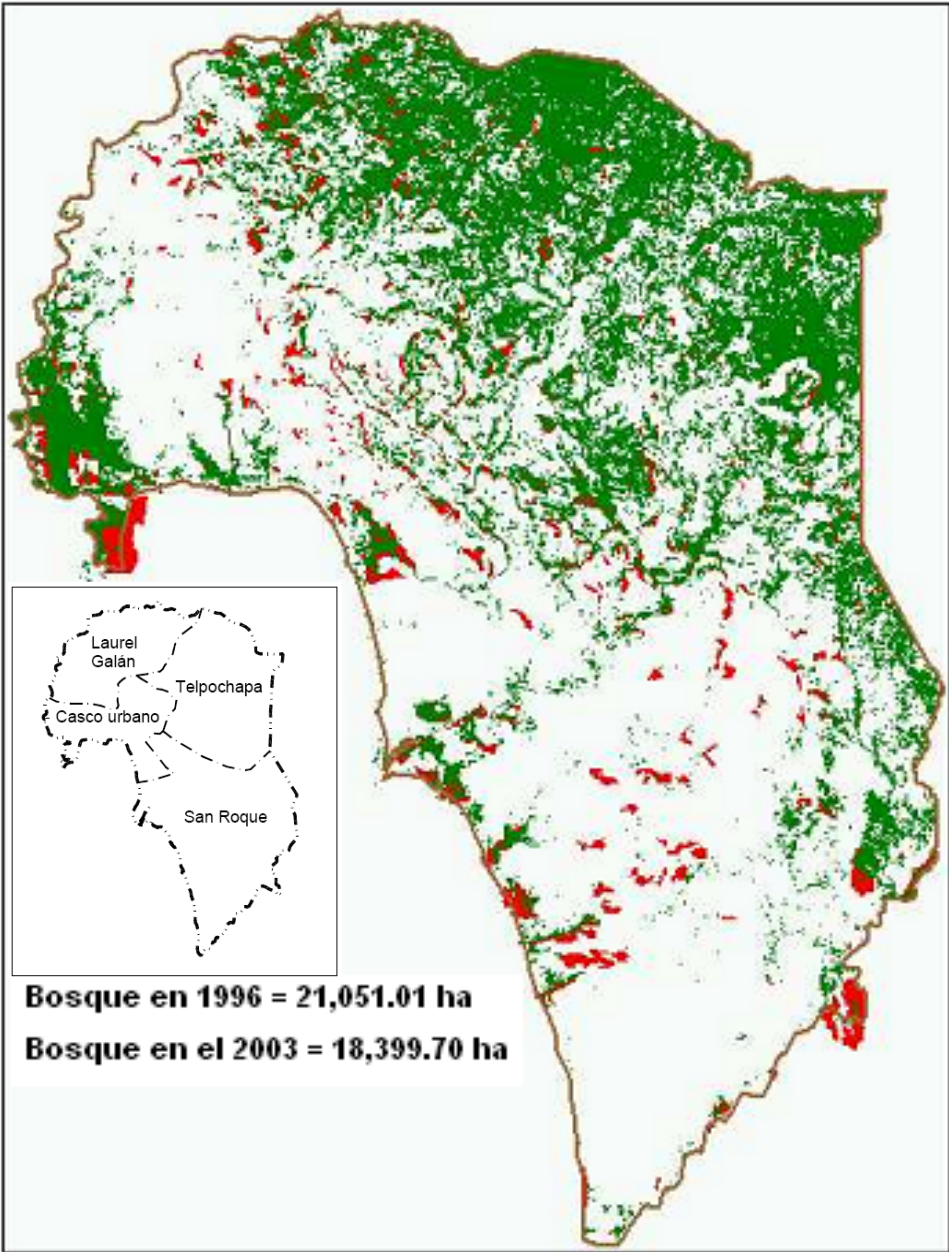 Laurel
Galán
Telpochapa
Casco urbano
San Roque
Bosque en 1996 = 21,051.01 ha
Bosque en el 2003 = 18,399.70 ha